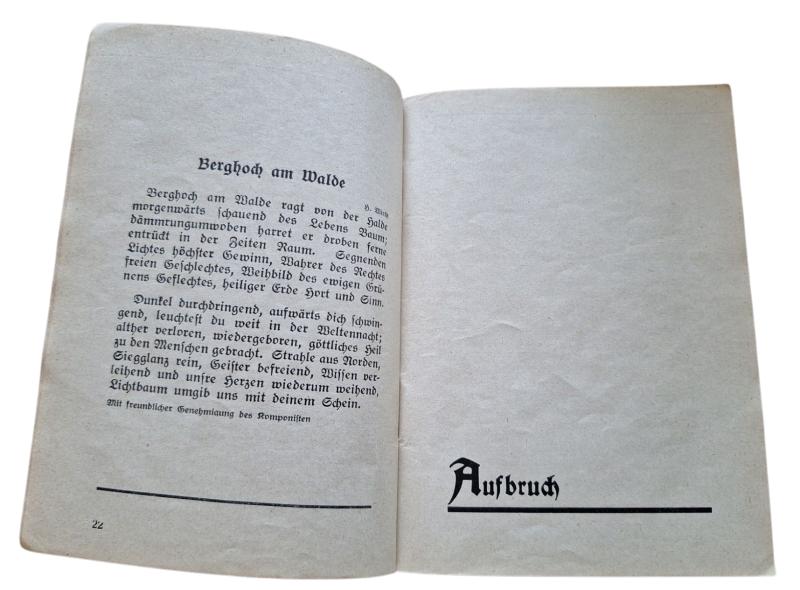 Berghoch am Walde
Berghoch am Walde ragt von der Halde
morgenwärts schauend des Lebens Baum;
dämmrungumwoben harret er droben ferne
entrückt in der Zeiten Raum. Segnenden
Lichtes höchster Gewinn, Wahrer des Rechtes
freien Geschlechtes, Weihbild des ewigen Grü-
nens Geflechtes, heiliger Erde Hort und Sinn.
Dunkel durchdringend, aufwärts dich schwin-
gend, leuchtest du weit in der Weltennacht;
alther verloren, wiedergeboren, göttliches Heil
zu den Menschen gebracht. Strahle aus Norden,
Siegglanz rein, Geister befreiend, Wissen ver-
leihend und unsre Herzen wiederum weihend,
Lichtbaum umgib uns mit deinem Schein.
Mit freundlicher Genehmigung des Komponisten
22
Aufbruch